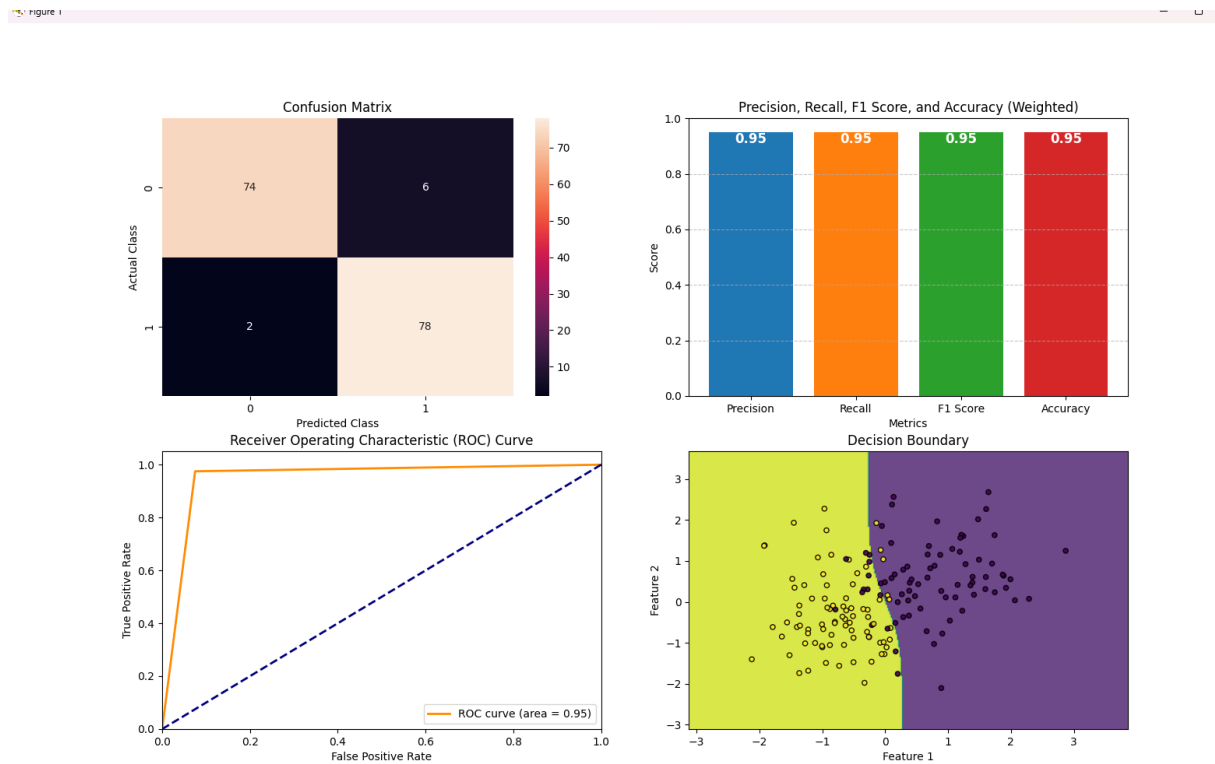 Figure 1
Confusion Matrix
74 6
2 78
0
1
Actual Class
0 1
Predicted Class
70
60
50
40
30
20
10
Precision, Recall, F1 Score, and Accuracy (Weighted)
1.0
0.8
0.6
0.4
0.2
0.0
Score
0.95 0.95 0.95 0.95
Precision Recall F1 Score Accuracy
Metrics
Receiver Operating Characteristic (ROC) Curve
1.0
0.8
0.6
0.4
0.2
0.0
True Positive Rate
ROC curve (area = 0.95)
0.0 0.2 0.4 0.6 0.8 1.0
False Positive Rate
Decision Boundary
3
2
1
0
−1
−2
−3
Feature 2
−3 −2 −1 0 1 2 3
Feature 1